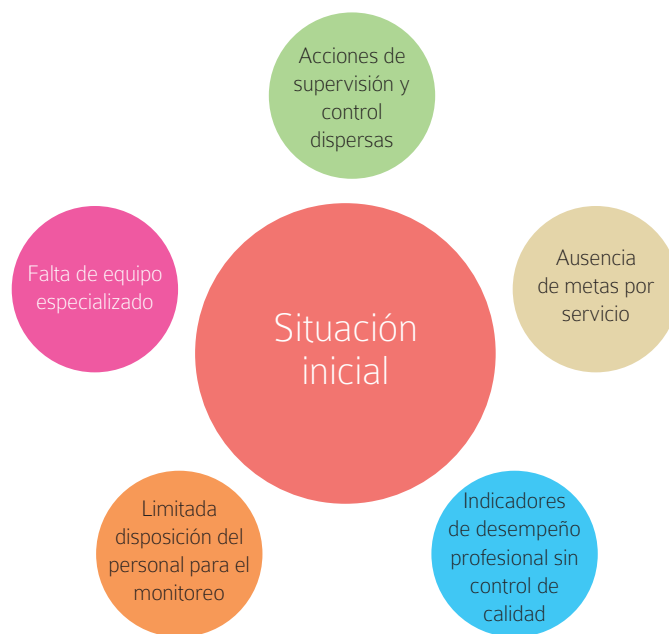 Acciones de
supervisión y
control
dispersas
Falta de equipo
especializado
Ausencia
de metas por
servicio
Situación
inicial
Limitada
disposición del
personal para el
monitoreo
Indicadores
de desempeño
profesional sin
control de
calidad